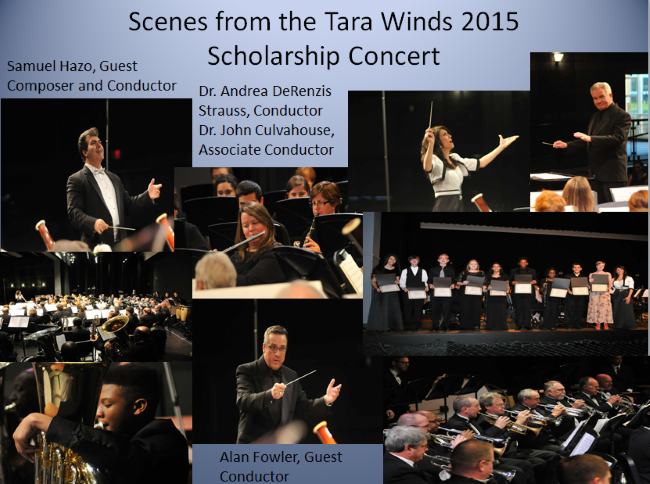 Scenes from the Tara Winds 2015
Scholarship Concert
Samuel Hazo, Guest
Composer and Conductor
Dr. Andrea DeRenzis
Strauss, Conductor
Dr. John Culvahouse,
Associate Conductor
Alan Fowler, Guest
Conductor